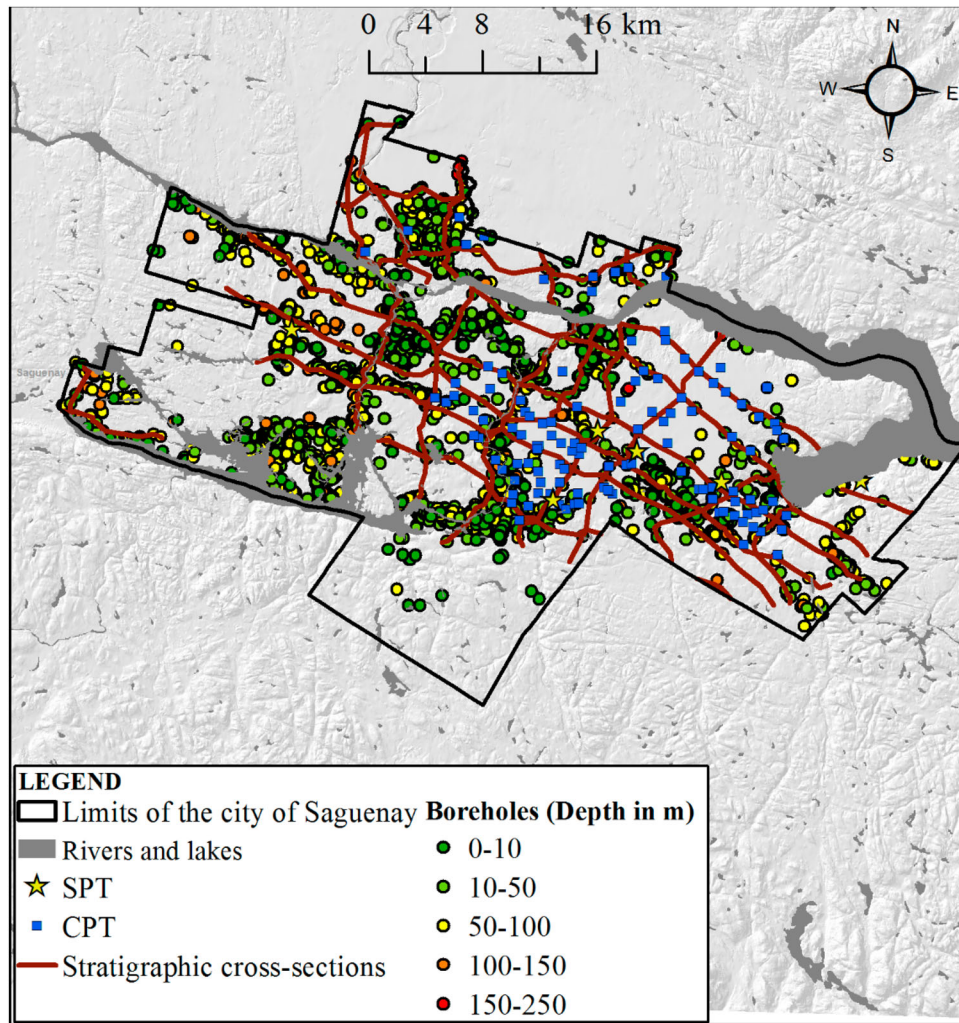 0 4 8 16 km
N
W E
S
Saguenay
LEGEND
Limits of the city of Saguenay
Rivers and lakes
SPT
CPT
Stratigraphic cross-sections
Boreholes (Depth in m)
0-10
10-50
50-100
100-150
150-250